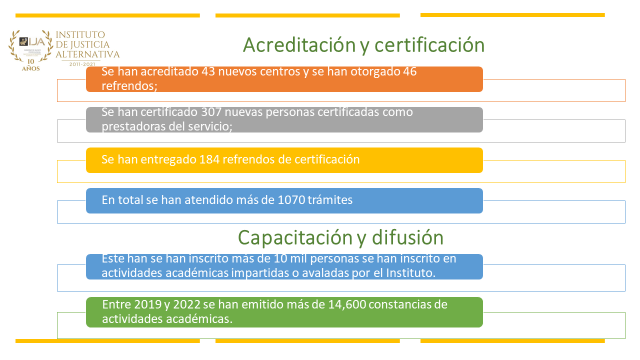 IJA
10
AÑOS
INSTITUTO
DE JUSTICIA
ALTERNATIVA
2011-2021
Acreditación y certificación
Se han acreditado 43 nuevos centros y se han otorgado 46
refrendos;
Se han certificado 307 nuevas personas certificadas como
prestadoras del servicio;
Se han entregado 184 refrendos de certificación
En total se han atendido más de 1070 trámites
Capacitación y difusión
Este han se han inscrito más de 10 mil personas se han inscrito en
actividades académicas impartidas o avaladas por el Instituto.
Entre 2019 y 2022 se han emitido más de 14,600 constancias de
actividades académicas.